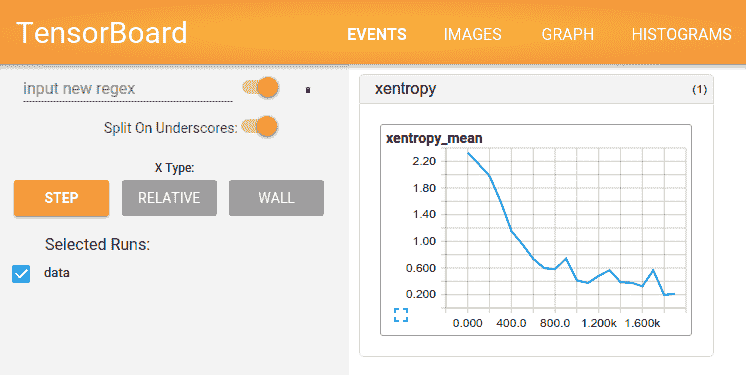 TensorBoard
EVENTS IMAGES GRAPH HISTOGRAMS
input new regex
Split On Underscores:
X Type:
STEP RELATIVE WALL
Selected Runs:
data
xentropy (1)
xentropy_mean
2.20
1.80
1.40
1.00
0.600
0.200
0.000 400.0 800.0 1.200k 1.600k